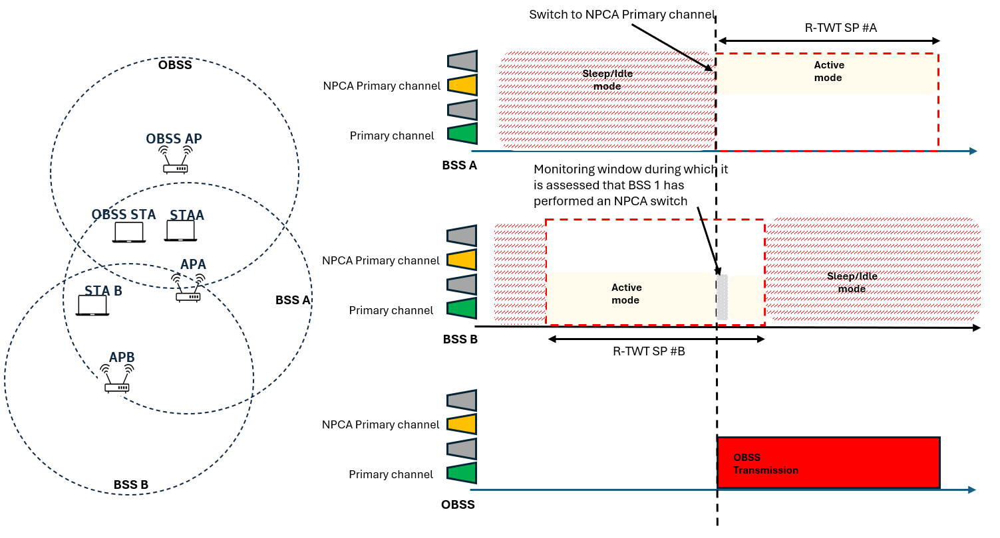 OBSS
OBSS AP
OBSS STA
STAA
APA
STA B
BSS A
APB
BSS B
Switch to NPCA Primary channel
R-TWT SP #A
NPCA Primary channel
Primary channel
Sleep/Idle
mode
Active
mode
BSS A
Monitoring window during which it
is assessed that BSS 1 has
performed an NPCA switch
NPCA Primary channel
Primary channel
Active
mode
Sleep/Idle
mode
BSS B
R-TWT SP #B
NPCA Primary channel
Primary channel
OBSS
Transmission
OBSS